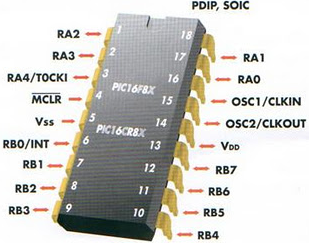 PDIP, SOIC
RA2 1 18
RA3 2 17 RA1
RA4/T0CKI 3 PIC16F8X 16 RA0
MCLR 4 15 OSC1/CLKIN
Vss 5 PIC16CR8X 14 OSC2/CLKOUT
RB0/INT 6 13 VDD
RB1 7 12 RB7
RB2 8 11 RB6
RB3 9 10 RB5
RB4